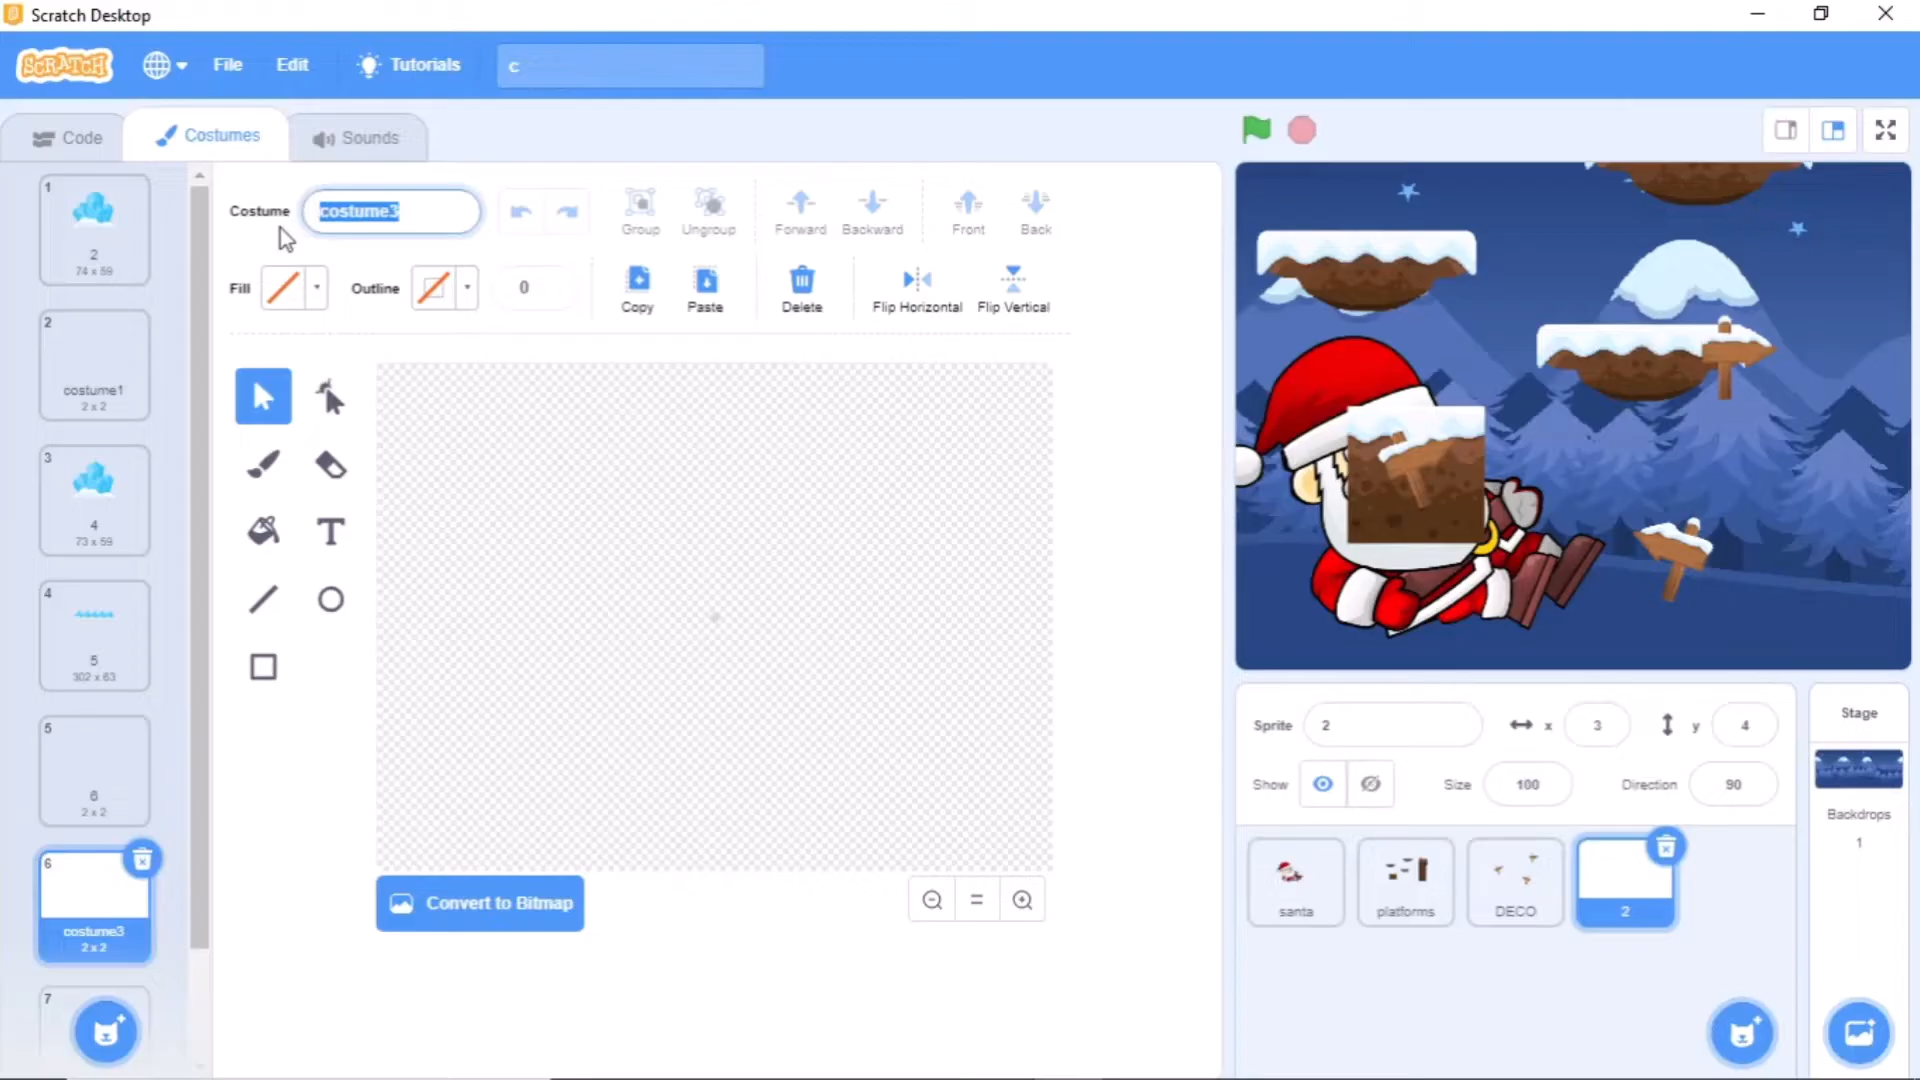 Scratch Desktop
SCRATCH
File
Edit
Tutorials
c
Code
Costumes
Sounds
1
2
74 x 59
2
costume1
2 x 2
3
4
73 x 59
4
5
302 x 63
5
6
2 x 2
6
costume3
2 x 2
7
Costume
costume3
Group
Ungroup
Forward
Backward
Front
Back
Fill
Outline
0
Copy
Paste
Delete
Flip Horizontal
Flip Vertical
T
Convert to Bitmap
Sprite
2
x
3
y
4
Show
Size
100
Direction
90
santa
platforms
DECO
2
Stage
Backdrops
1